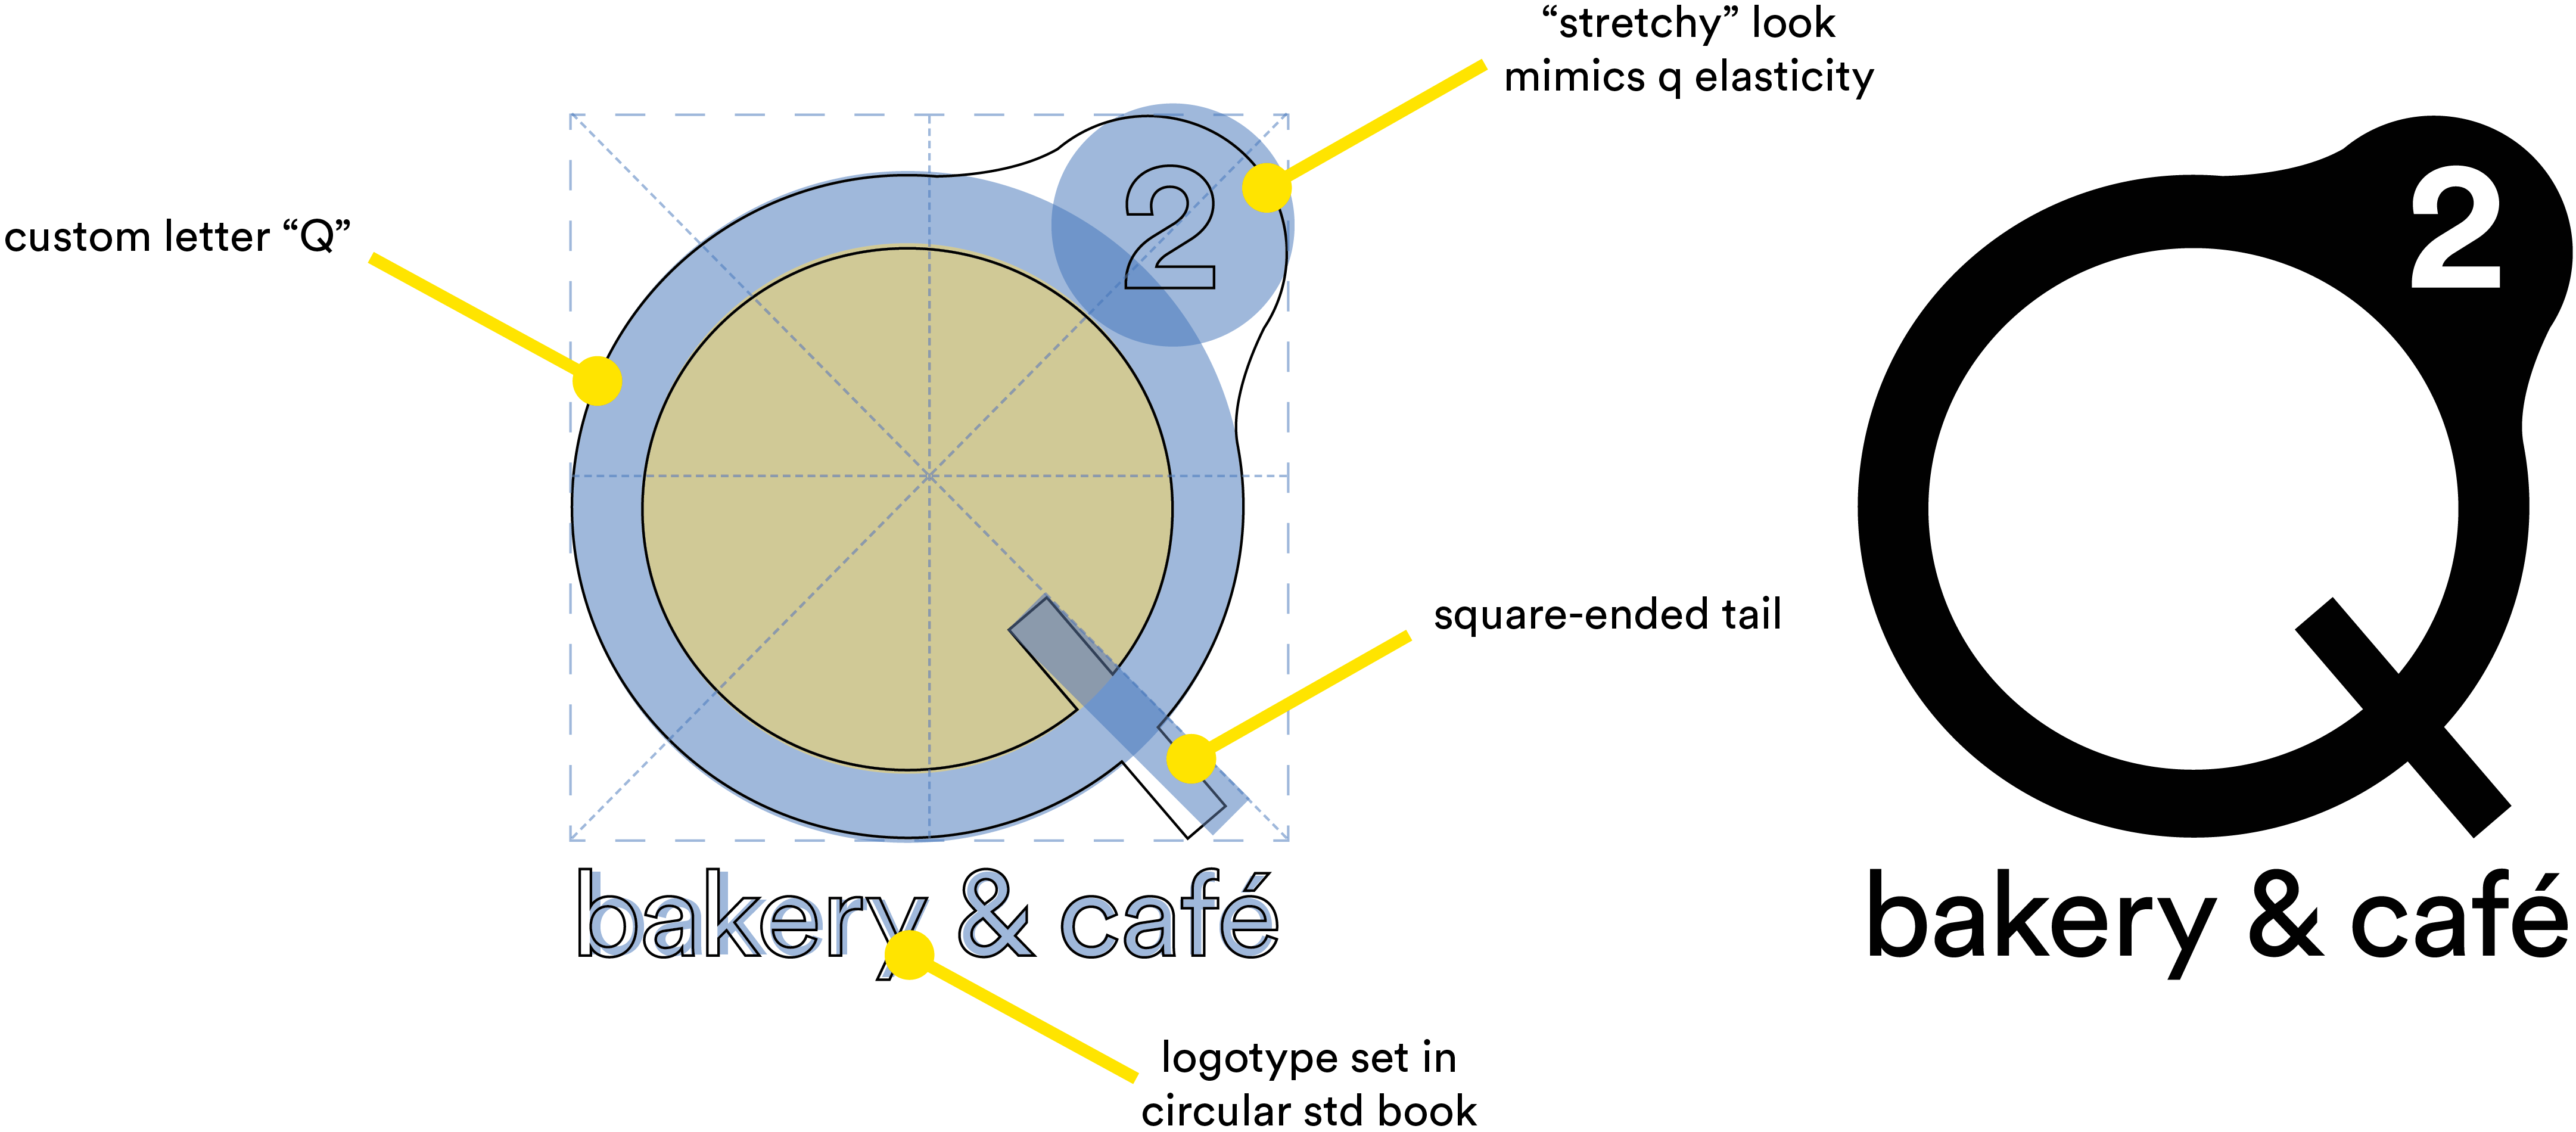 “stretchy” look
mimics q elasticity
custom letter “Q”
2
square-ended tail
bakery & café
logotype set in
circular std book
Q
2
bakery & café